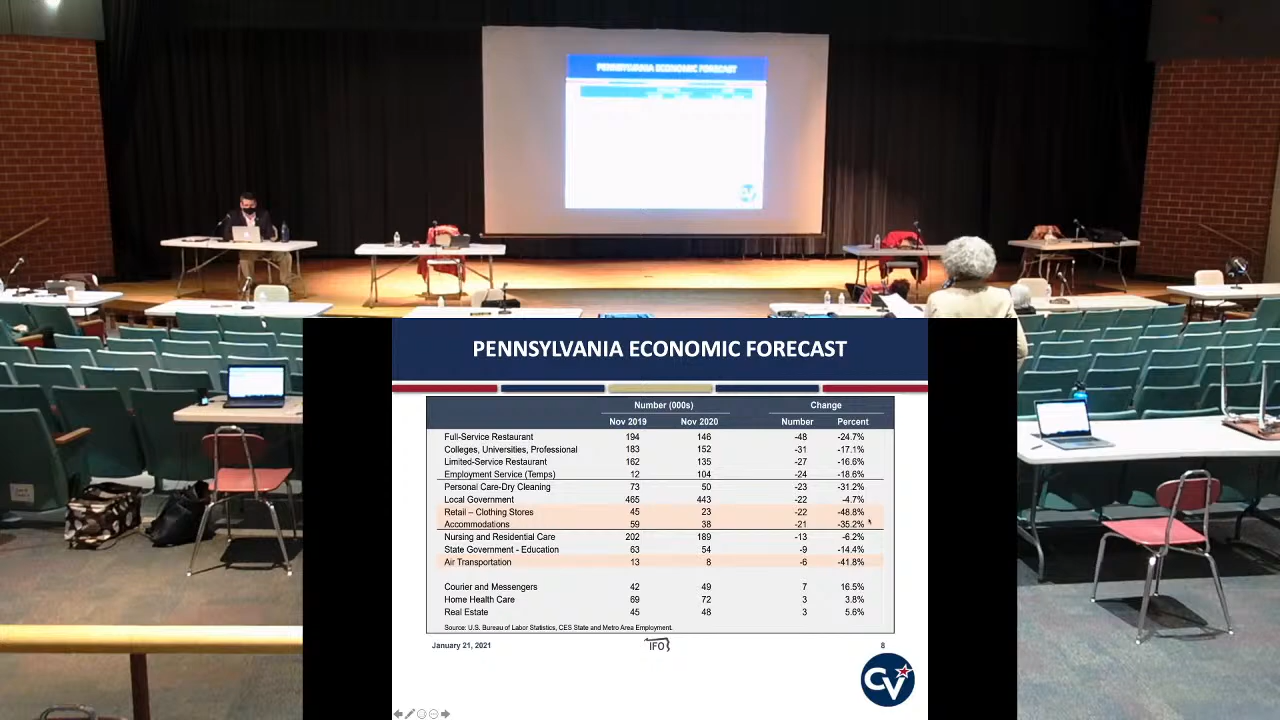 PENNSYLVANIA ECONOMIC FORECAST
PENNSYLVANIA ECONOMIC FORECAST
Number (000s) Change
Nov 2019 Nov 2020 Number Percent
Full-Service Restaurant 194 146 -48 -24.7%
Colleges, Universities, Professional 183 152 -31 -17.1%
Limited-Service Restaurant 162 135 -27 -16.6%
Employment Service (Temps) 12 104 -24 -18.6%
Personal Care-Dry Cleaning 73 50 -23 -31.2%
Local Government 465 443 -22 -4.7%
Retail – Clothing Stores 45 23 -22 -48.8%
Accommodations 59 38 -21 -35.2%
Nursing and Residential Care 202 189 -13 -6.2%
State Government - Education 63 54 -9 -14.4%
Air Transportation 13 8 -6 -41.8%
Courier and Messengers 42 49 7 16.5%
Home Health Care 69 72 3 3.8%
Real Estate 45 48 3 5.6%
Source: U.S. Bureau of Labor Statistics, CES State and Metro Area Employment.
January 21, 2021 IFO 8
CV